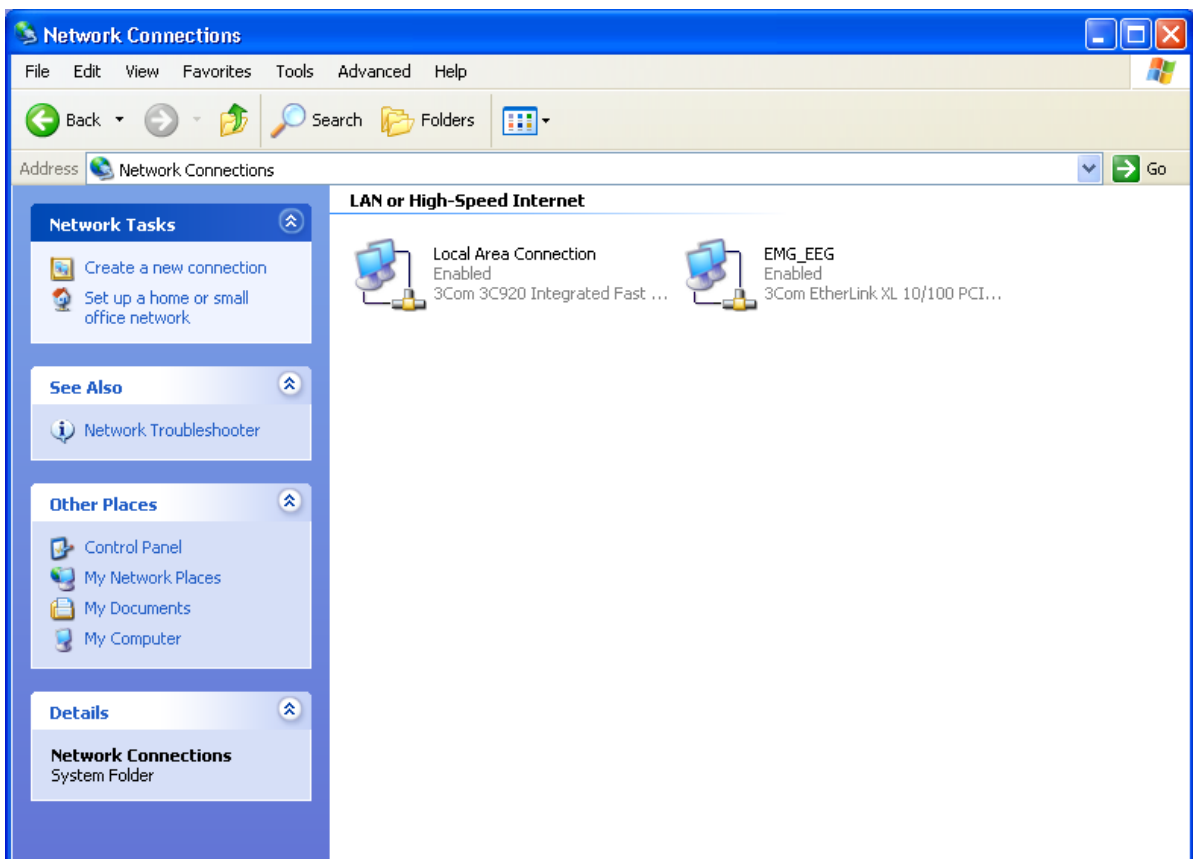 Network Connections
File Edit View Favorites Tools Advanced Help
Back Search Folders
Address Network Connections Go
Network Tasks
Create a new connection
Set up a home or small
office network
See Also
Network Troubleshooter
Other Places
Control Panel
My Network Places
My Documents
My Computer
Details
Network Connections
System Folder
LAN or High-Speed Internet
Local Area Connection
Enabled
3Com 3C920 Integrated Fast ...
EMG_EEG
Enabled
3Com EtherLink XL 10/100 PCI...